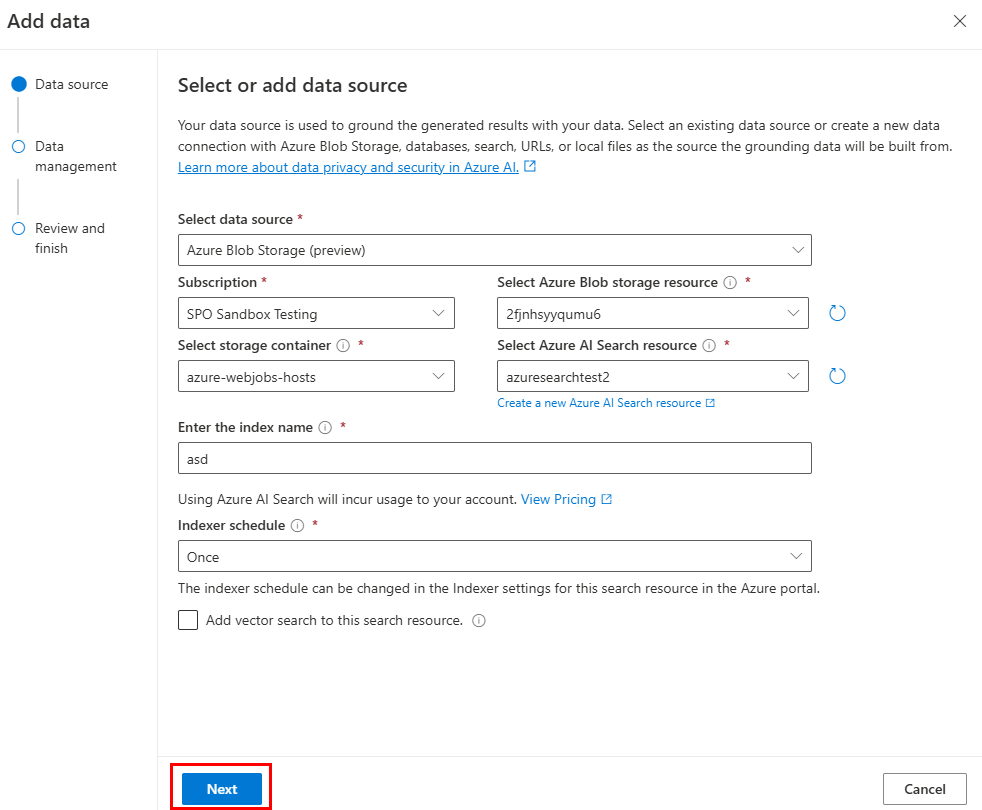 Add data
Data source
Data
management
Review and
finish
Select or add data source
Your data source is used to ground the generated results with your data. Select an existing data source or create a new data
connection with Azure Blob Storage, databases, search, URLs, or local files as the source the grounding data will be built from.
Learn more about data privacy and security in Azure AI.
Select data source *
Azure Blob Storage (preview)
Subscription *
SPO Sandbox Testing
Select Azure Blob storage resource *
2fjnhsyyqumu6
Select storage container *
azure-webjobs-hosts
Select Azure AI Search resource *
azuresearchtest2
Create a new Azure AI Search resource
Enter the index name *
asd
Using Azure AI Search will incur usage to your account. View Pricing
Indexer schedule *
Once
The indexer schedule can be changed in the Indexer settings for this search resource in the Azure portal.
Add vector search to this search resource.
Next
Cancel